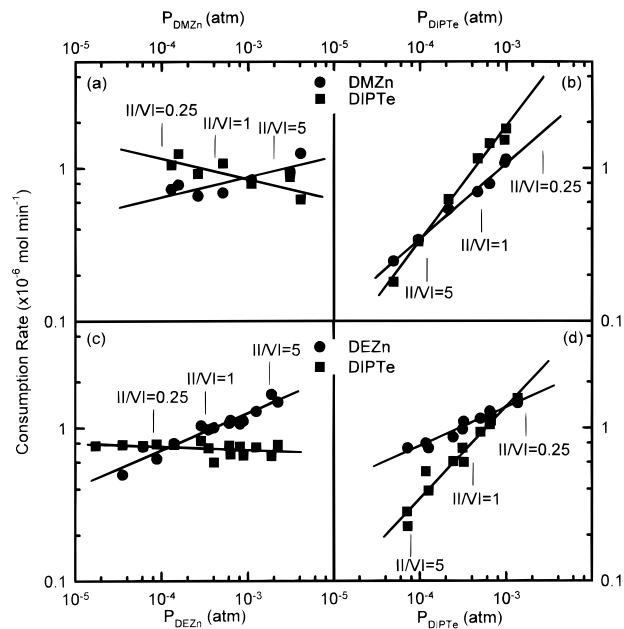 P_DMZn (atm)
P_DIPTe (atm)
10^-5 10^-4 10^-3 10^-5 10^-4 10^-3 10^-2
(a)
DMZn
DIPTe
(b)
II/VI=0.25
II/VI=1
II/VI=5
1
1
II/VI=0.25
II/VI=1
II/VI=5
0.1
0.1
Consumption Rate (x10^-6 mol min^-1)
(c)
DEZn
DIPTe
(d)
II/VI=5
II/VI=1
II/VI=0.25
1
1
II/VI=0.25
II/VI=1
II/VI=5
0.1
0.1
10^-5 10^-4 10^-3 10^-5 10^-4 10^-3 10^-2
P_DEZn (atm)
P_DIPTe (atm)